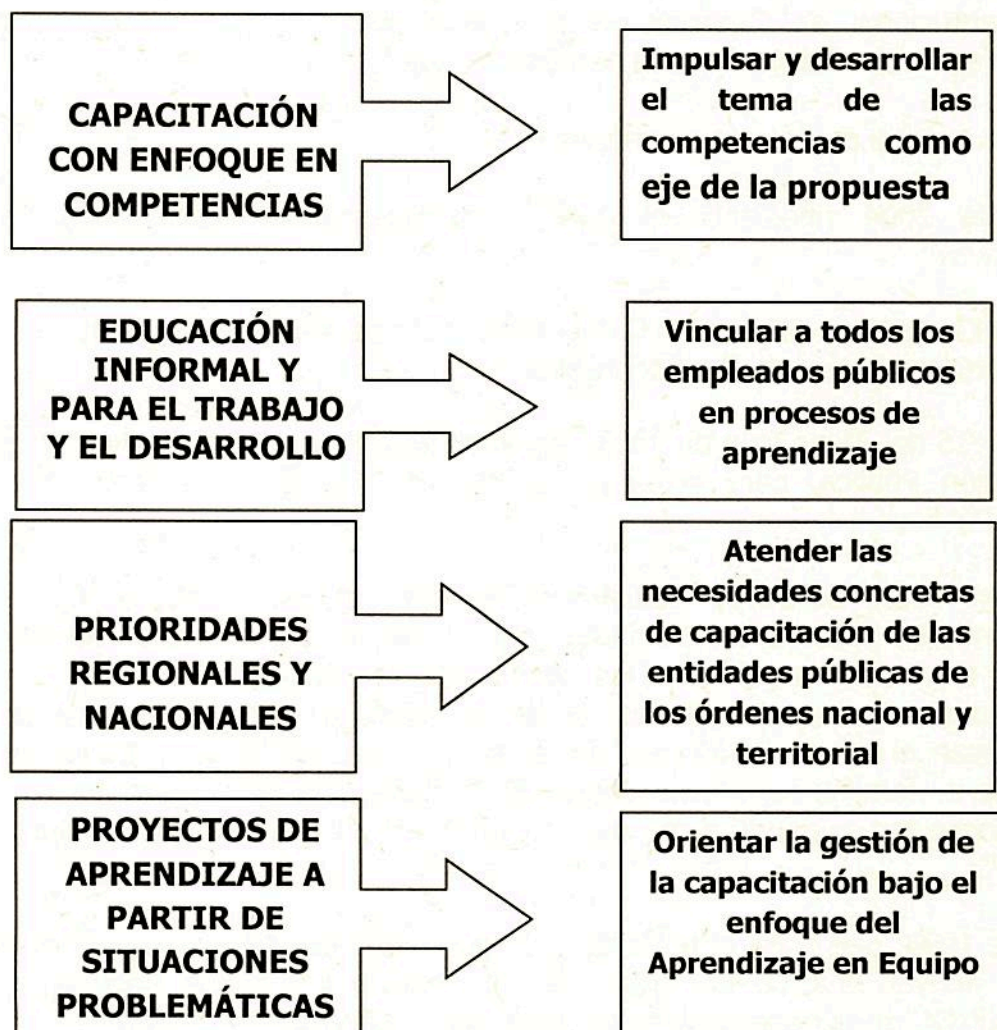 CAPACITACIÓN
CON ENFOQUE EN
COMPETENCIAS
Impulsar y desarrollar
el tema de las
competencias como
eje de la propuesta
EDUCACIÓN
INFORMAL Y
PARA EL TRABAJO
Y EL DESARROLLO
Vincular a todos los
empleados públicos
en procesos de
aprendizaje
PRIORIDADES
REGIONALES Y
NACIONALES
Atender las
necesidades concretas
de capacitación de las
entidades públicas de
los órdenes nacional y
territorial
PROYECTOS DE
APRENDIZAJE A
PARTIR DE
SITUACIONES
PROBLEMÁTICAS
Orientar la gestión de
la capacitación bajo el
enfoque del
Aprendizaje en Equipo